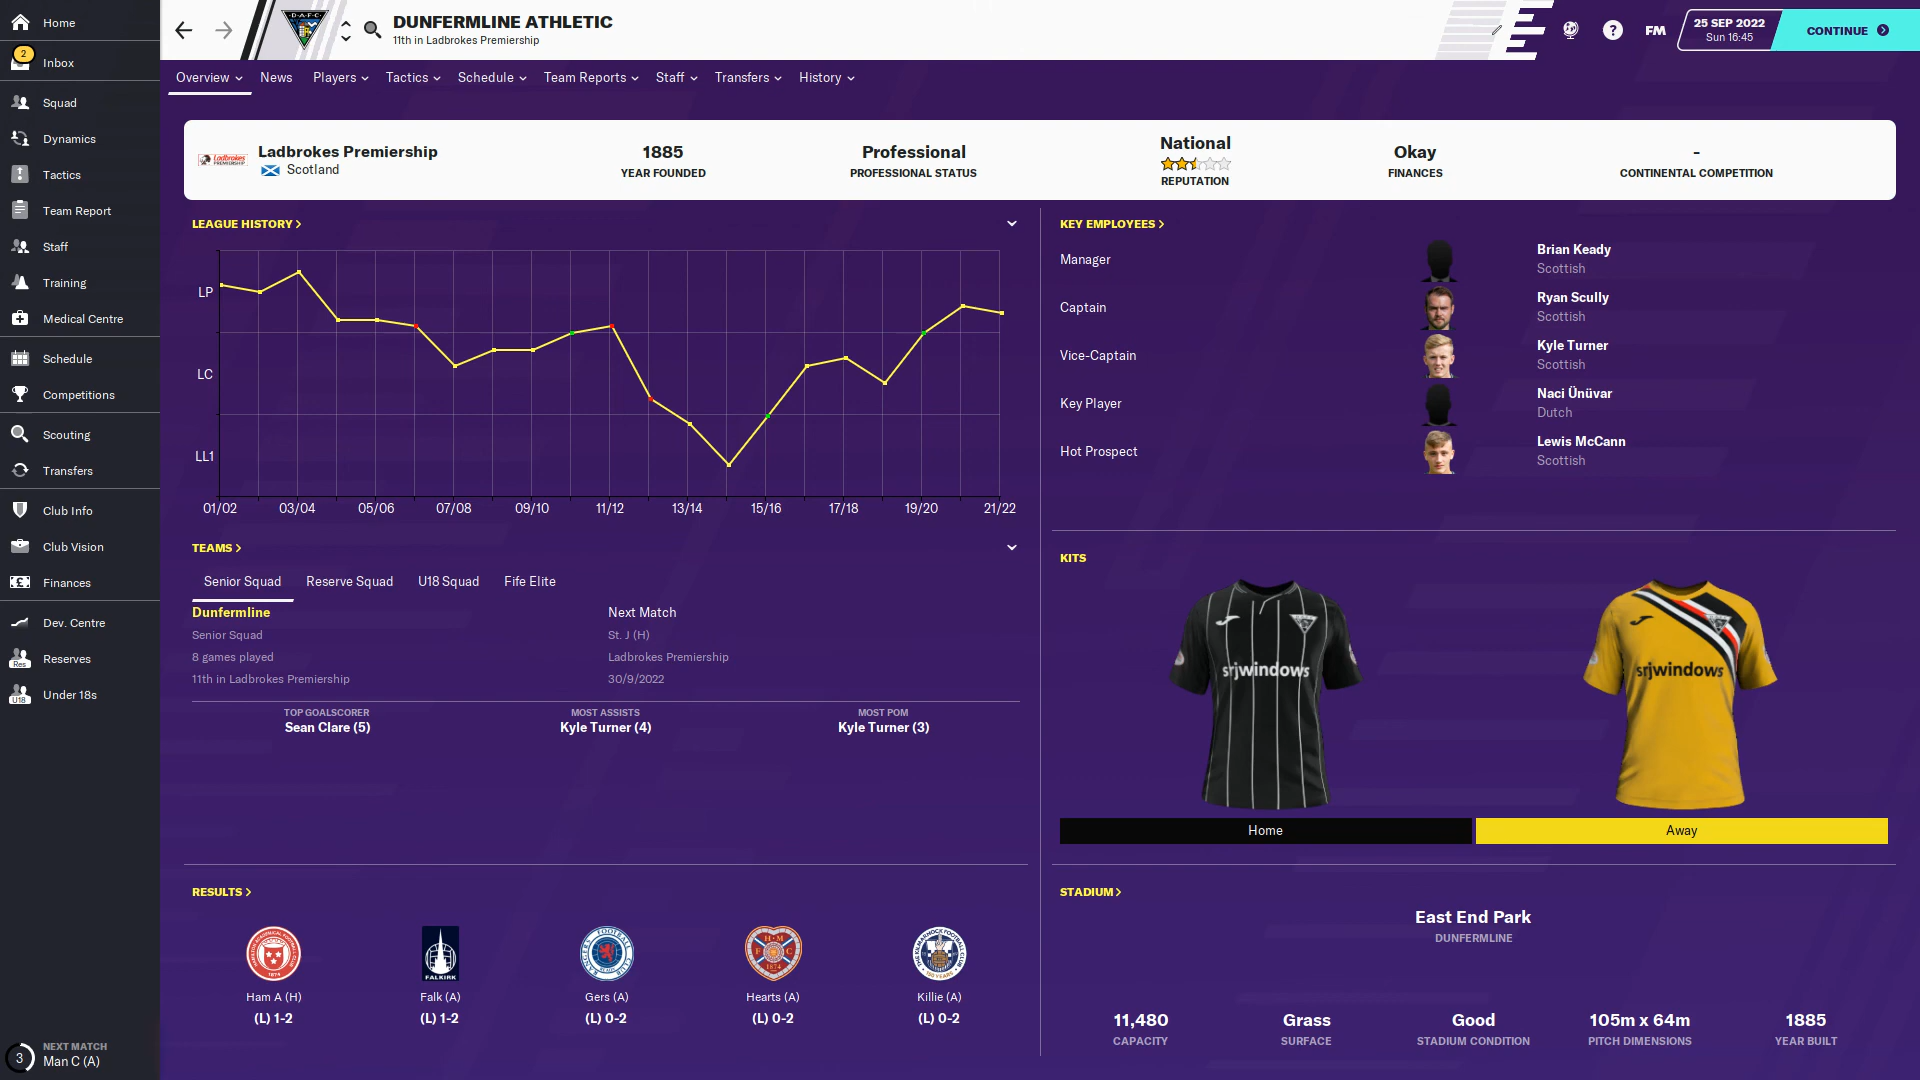 Home
2
Inbox
Squad
Dynamics
Tactics
Team Report
Staff
Training
Medical Centre
Schedule
Competitions
Scouting
Transfers
Club Info
Club Vision
Finances
Dev. Centre
Res
Reserves
U18
Under 18s
3
NEXT MATCH
Man C (A)
D.A.F.C
DUNFERMLINE ATHLETIC
11th in Ladbrokes Premiership
?
FM
25 SEP 2022
Sun 16:45
CONTINUE
Overview
News
Players
Tactics
Schedule
Team Reports
Staff
Transfers
History
Ladbrokes
PREMIERSHIP
Ladbrokes Premiership
Scotland
1885
YEAR FOUNDED
Professional
PROFESSIONAL STATUS
National
REPUTATION
Okay
FINANCES
-
CONTINENTAL COMPETITION
LEAGUE HISTORY >
LP
LC
LL1
01/02 03/04 05/06 07/08 09/10 11/12 13/14 15/16 17/18 19/20 21/22
TEAMS >
Senior Squad Reserve Squad U18 Squad Fife Elite
Dunfermline
Senior Squad
8 games played
11th in Ladbrokes Premiership
Next Match
St. J (H)
Ladbrokes Premiership
30/9/2022
TOP GOALSCORER
Sean Clare (5)
MOST ASSISTS
Kyle Turner (4)
MOST POM
Kyle Turner (3)
RESULTS >
Ham A (H)
(L) 1-2
FALKIRK
Falk (A)
(L) 1-2
Gers (A)
(L) 0-2
H M
F C
1874
Hearts (A)
(L) 0-2
Killie (A)
(L) 0-2
KEY EMPLOYEES >
Manager
Brian Keady
Scottish
Captain
Ryan Scully
Scottish
Vice-Captain
Kyle Turner
Scottish
Key Player
Naci Ünüvar
Dutch
Hot Prospect
Lewis McCann
Scottish
KITS
srjwindows
srjwindows
Home
Away
STADIUM >
East End Park
DUNFERMLINE
11,480
CAPACITY
Grass
SURFACE
Good
STADIUM CONDITION
105m x 64m
PITCH DIMENSIONS
1885
YEAR BUILT